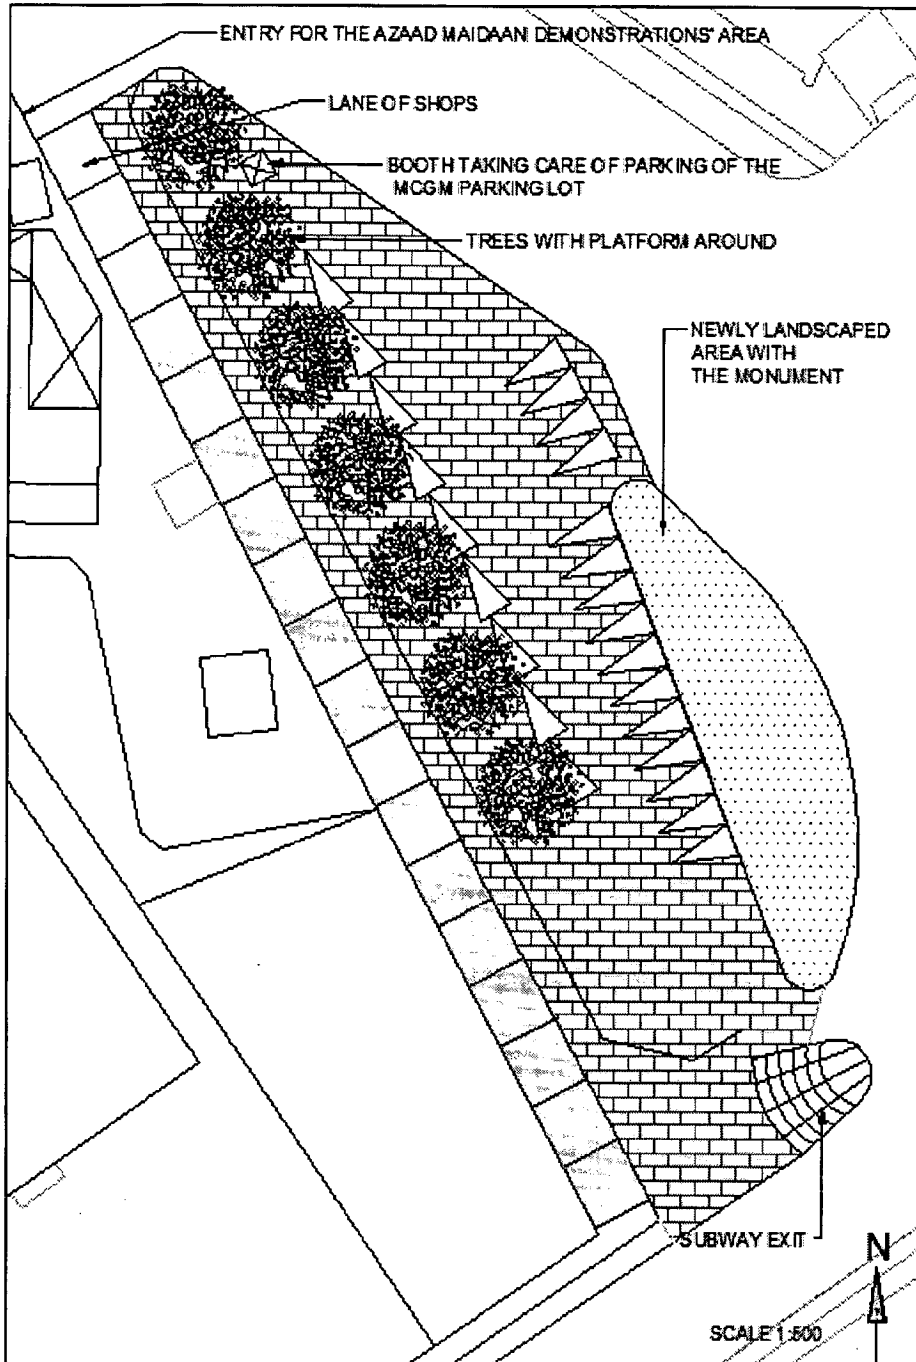 ENTRY FOR THE AZAAD MAIDAAN DEMONSTRATIONS' AREA
LANE OF SHOPS
BOOTH TAKING CARE OF PARKING OF THE
MCGM PARKING LOT
TREES WITH PLATFORM AROUND
NEWLY LANDSCAPED
AREA WITH
THE MONUMENT
SUBWAY EXIT
N
SCALE 1:500